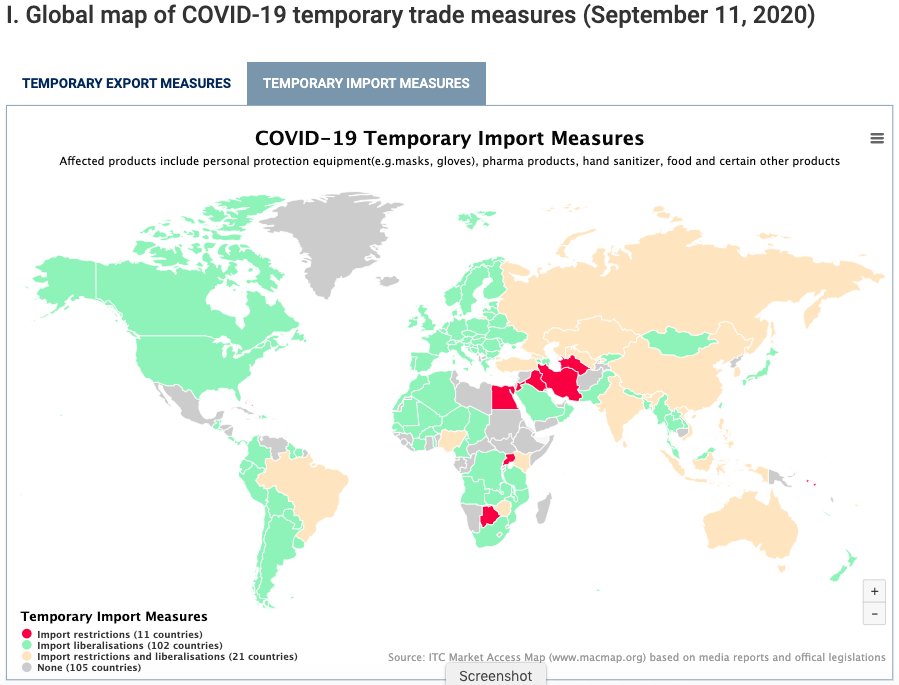 I. Global map of COVID-19 temporary trade measures (September 11, 2020)
TEMPORARY EXPORT MEASURES TEMPORARY IMPORT MEASURES
COVID-19 Temporary Import Measures
Affected products include personal protection equipment(e.g.masks, gloves), pharma products, hand sanitizer, food and certain other products
+
-
Temporary Import Measures
Import restrictions (11 countries)
Import liberalisations (102 countries)
Import restrictions and liberalisations (21 countries)
None (105 countries)
Source: ITC Market Access Map (www.macmap.org) based on media reports and offical legislations
Screenshot